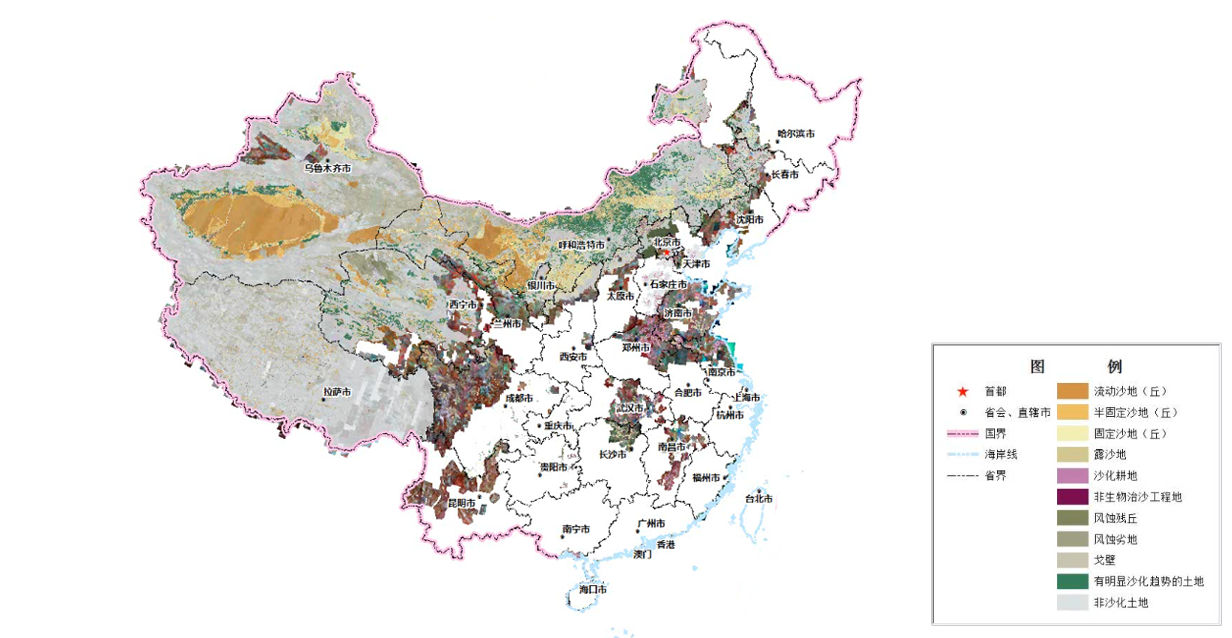 哈尔滨市
长春市
乌鲁木齐市
沈阳市
呼和浩特市
北京市
天津市
银川市
石家庄市
太原市
西宁市
济南市
兰州市
郑州市
西安市
南京市
拉萨市
合肥市
上海市
成都市
武汉市
杭州市
重庆市
长沙市
南昌市
贵阳市
福州市
昆明市
台北市
南宁市
广州市
香港
澳门
海口市
图 例
首都
省会、直辖市
国界
海岸线
省界
流动沙地（丘）
半固定沙地（丘）
固定沙地（丘）
露沙地
沙化耕地
非生物治沙工程地
风蚀残丘
风蚀劣地
戈壁
有明显沙化趋势的土地
非沙化土地